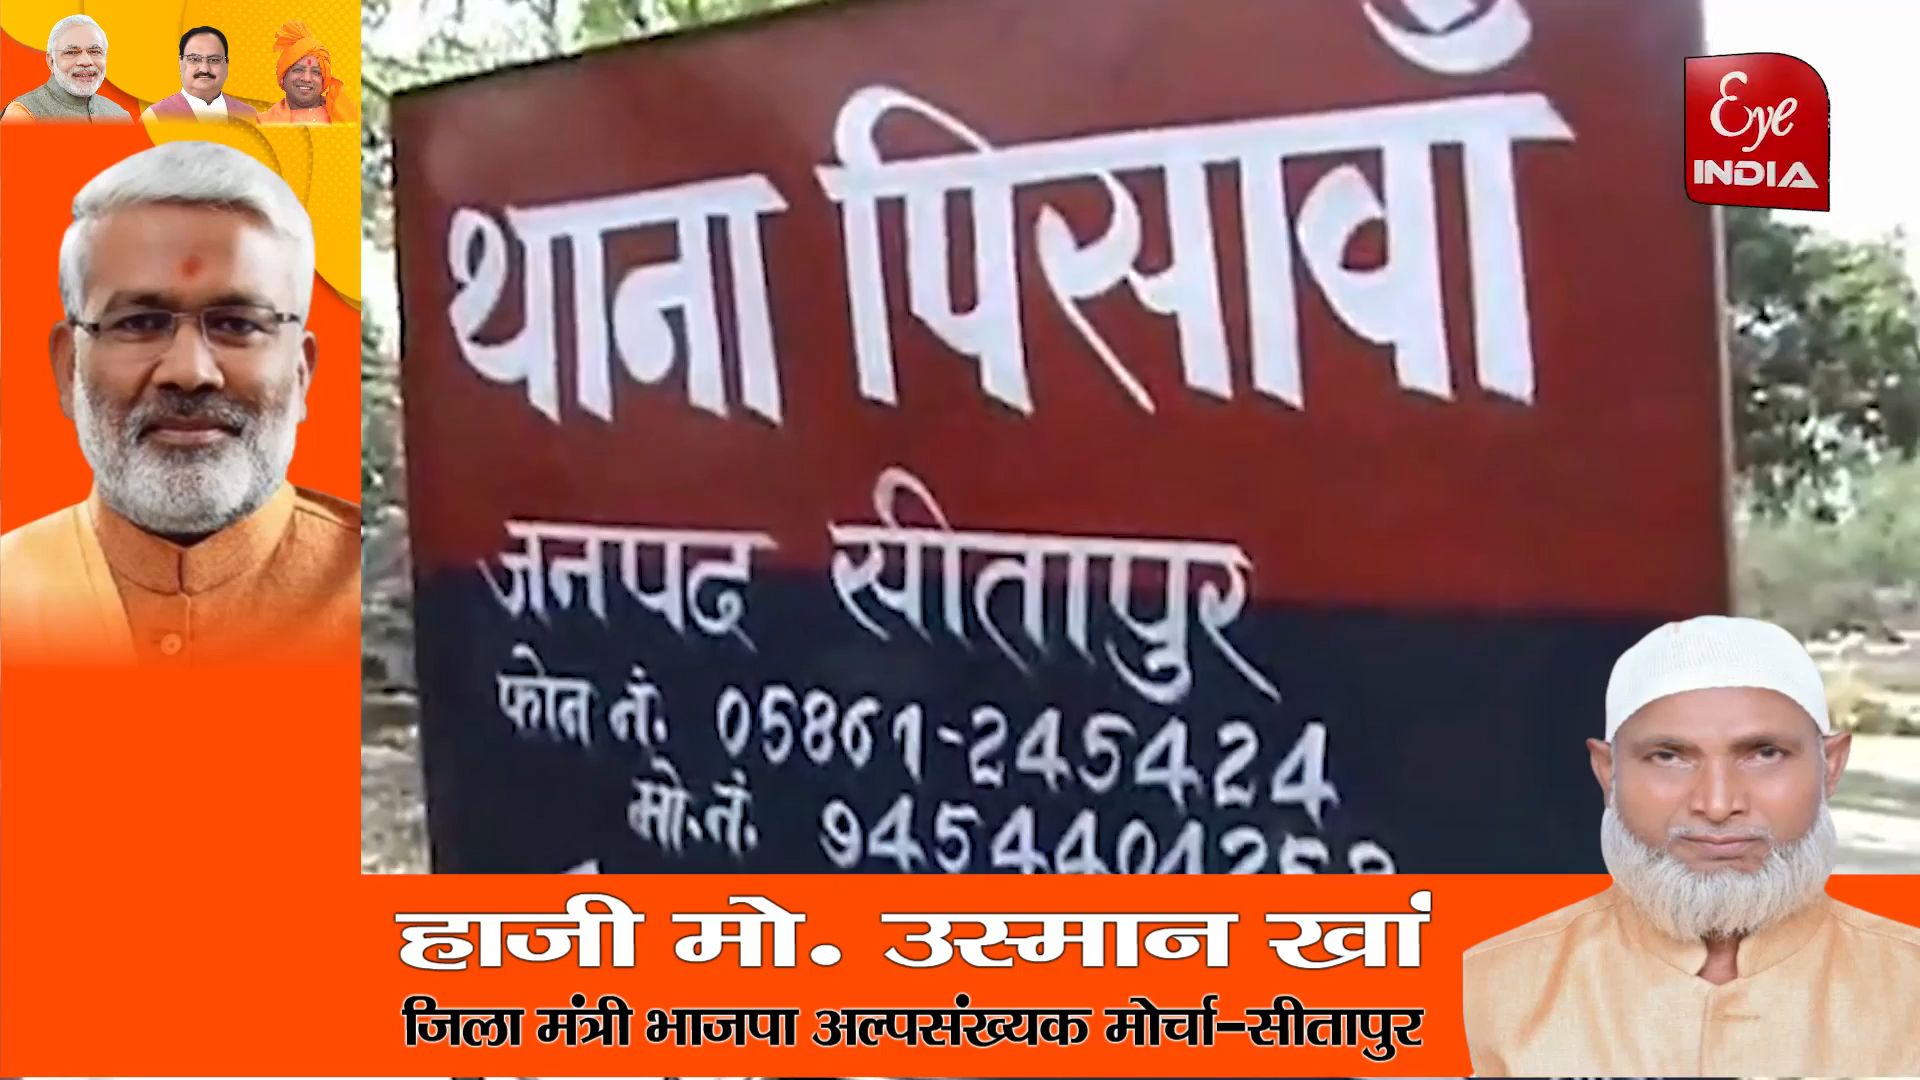 Eye
INDIA
थाना पिसावाँ
जनपद सीतापुर
फोन नं. 05861-245424
मो.नं.
हाजी मो. उस्मान खां
जिला मंत्री भाजपा अल्पसंख्यक मोर्चा-सीतापुर